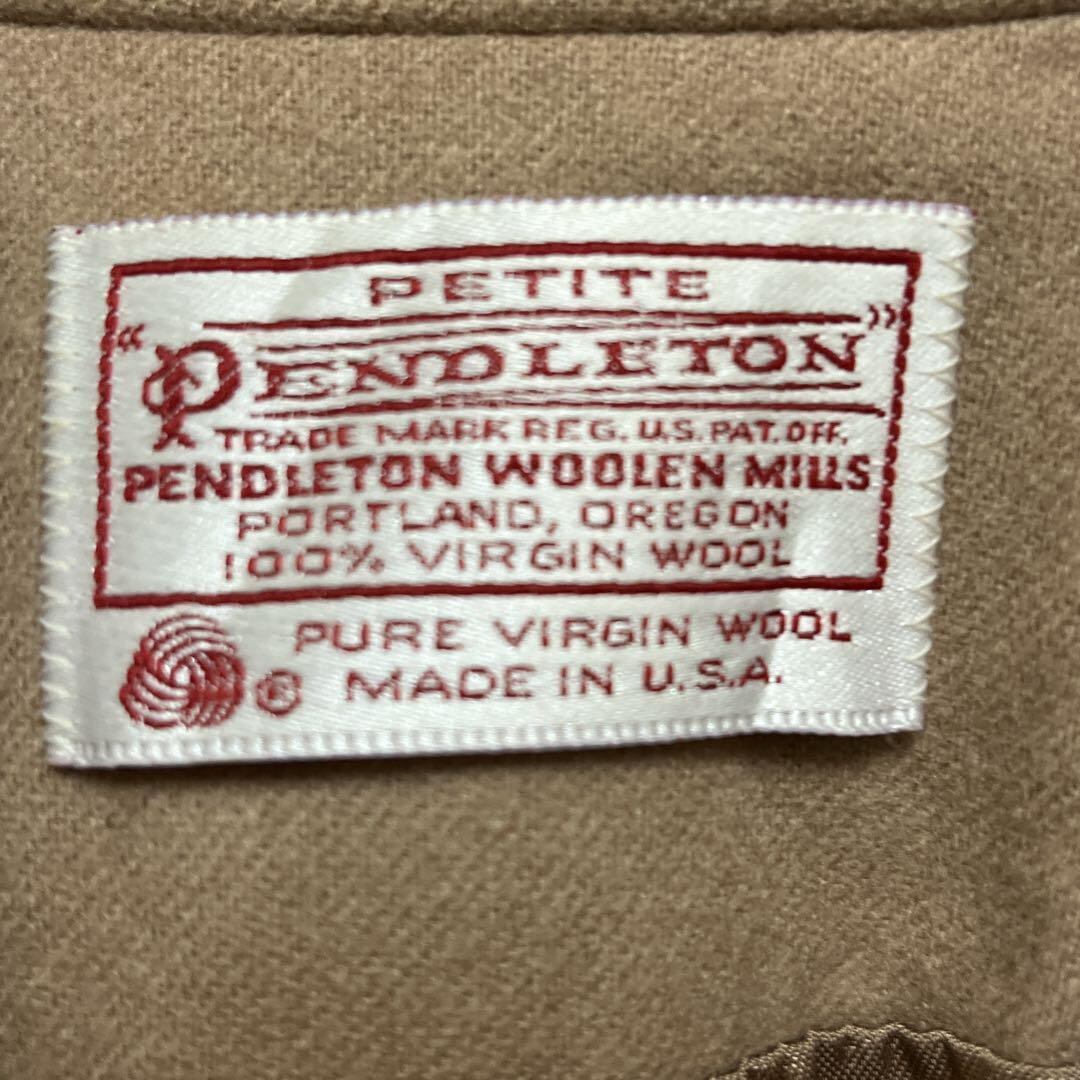 PETITE
"PENDLETON"
TRADE MARK REG. U.S. PAT. OFF.
PENDLETON WOOLEN MILLS
PORTLAND, OREGON
100% VIRGIN WOOL
PURE VIRGIN WOOL
® MADE IN U.S.A.